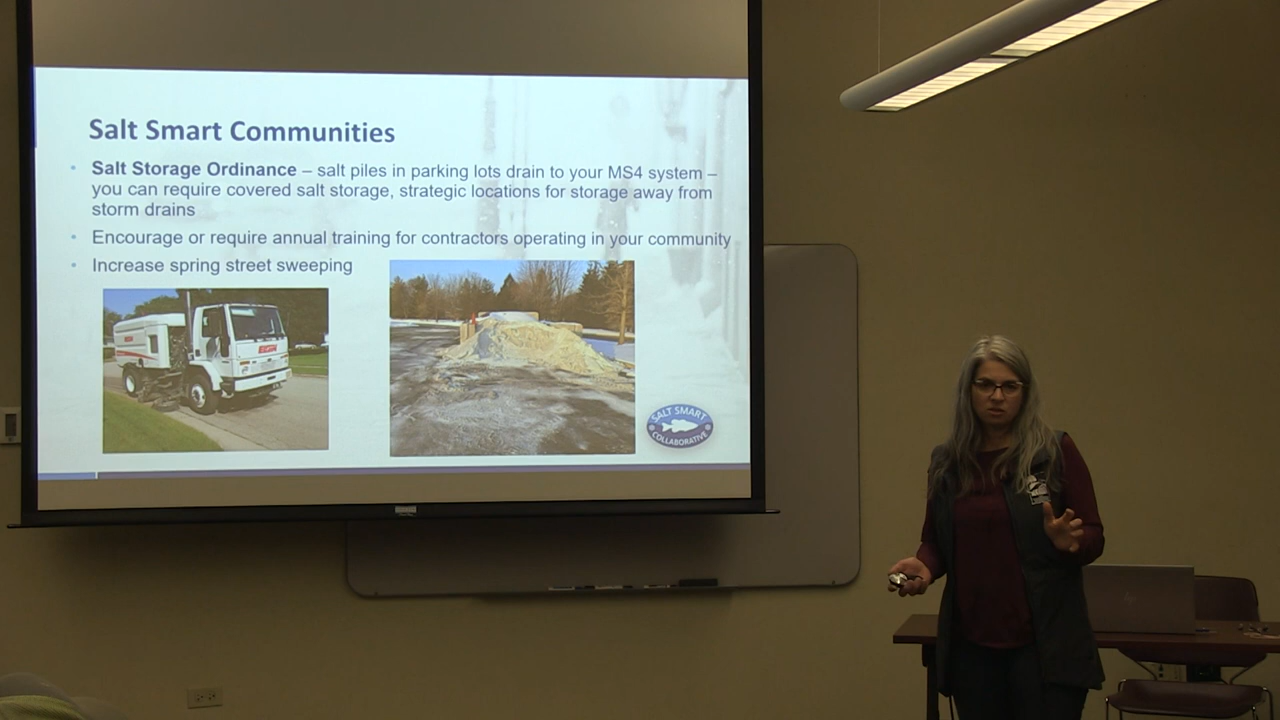 Salt Smart Communities
• Salt Storage Ordinance – salt piles in parking lots drain to your MS4 system –
you can require covered salt storage, strategic locations for storage away from
storm drains
• Encourage or require annual training for contractors operating in your community
• Increase spring street sweeping
SALT SMART
COLLABORATIVE